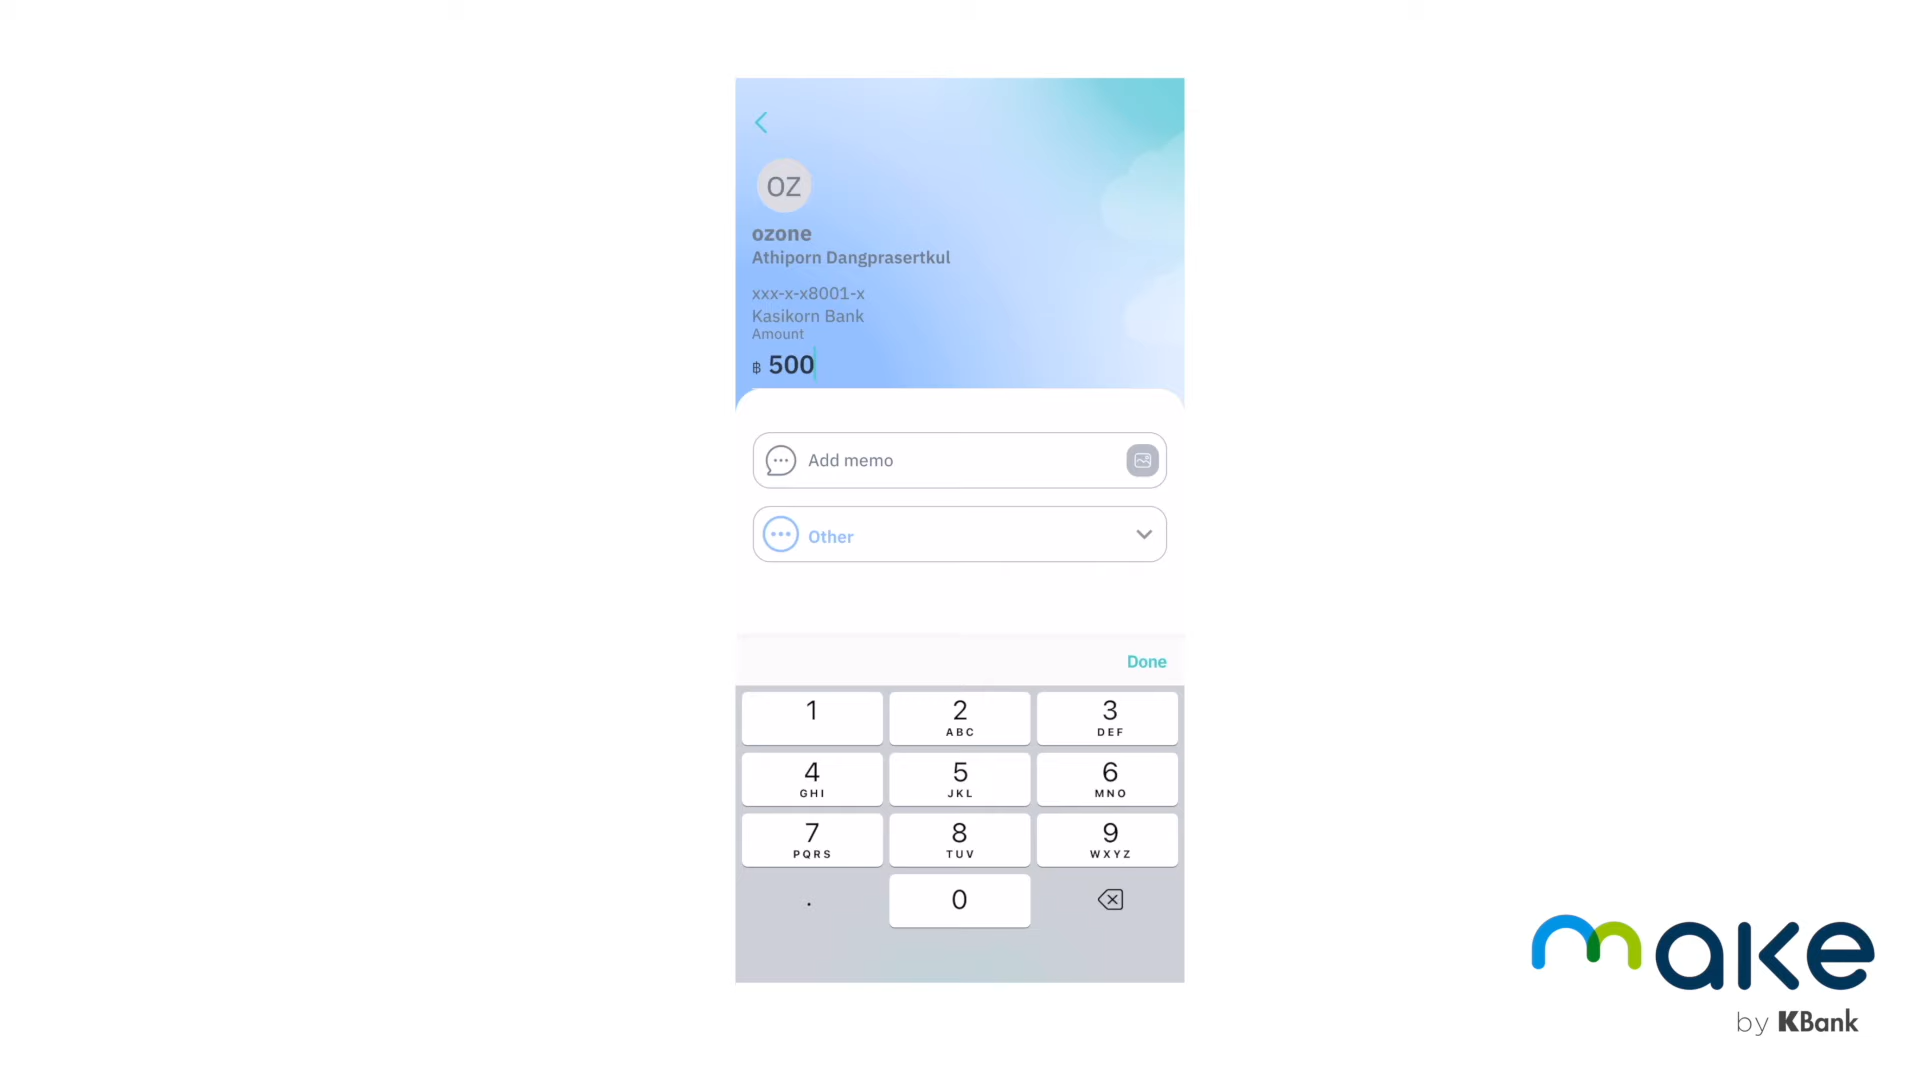 OZ
ozone
Athiporn Dangprasertkul
xxx-x-x8001-x
Kasikorn Bank
Amount
฿ 500
Add memo
Other
Done
1
2
ABC
3
DEF
4
GHI
5
JKL
6
MNO
7
PQRS
8
TUV
9
WXYZ
.
0
make
by KBank